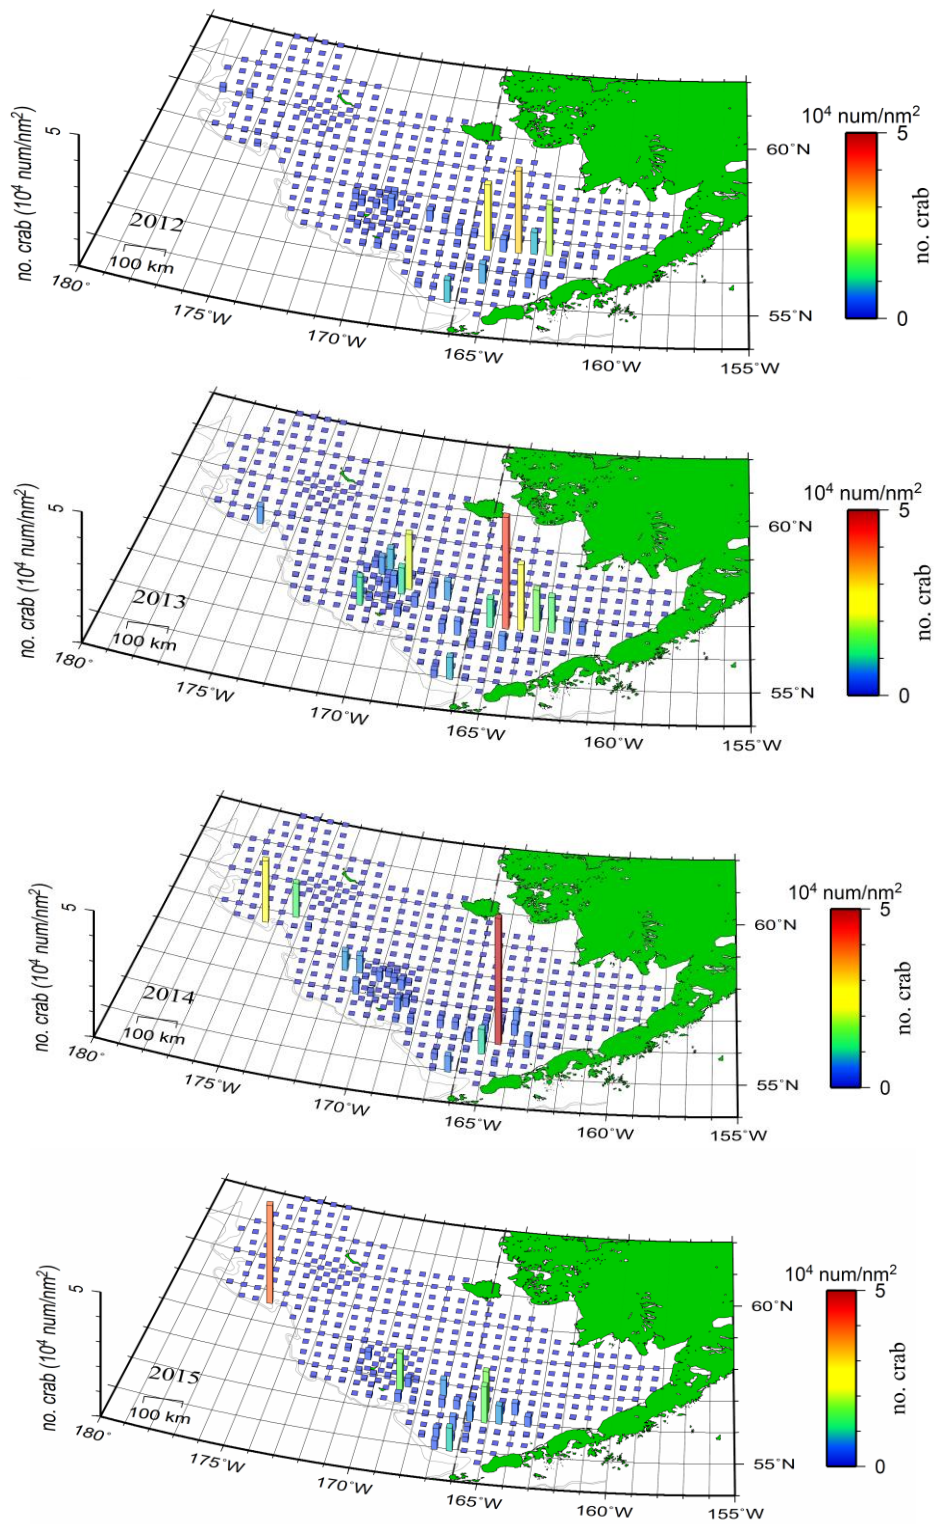 no. crab (10⁴ num/nm²)
5
2012
100 km
180°
175°W
170°W
165°W
160°W
155°W
60°N
55°N
10⁴ num/nm²
5
0
no. crab
no. crab (10⁴ num/nm²)
5
2013
100 km
180°
175°W
170°W
165°W
160°W
155°W
60°N
55°N
10⁴ num/nm²
5
0
no. crab
no. crab (10⁴ num/nm²)
5
2014
100 km
180°
175°W
170°W
165°W
160°W
155°W
60°N
55°N
10⁴ num/nm²
5
0
no. crab
no. crab (10⁴ num/nm²)
5
2015
100 km
180°
175°W
170°W
165°W
160°W
155°W
60°N
55°N
10⁴ num/nm²
5
0
no. crab